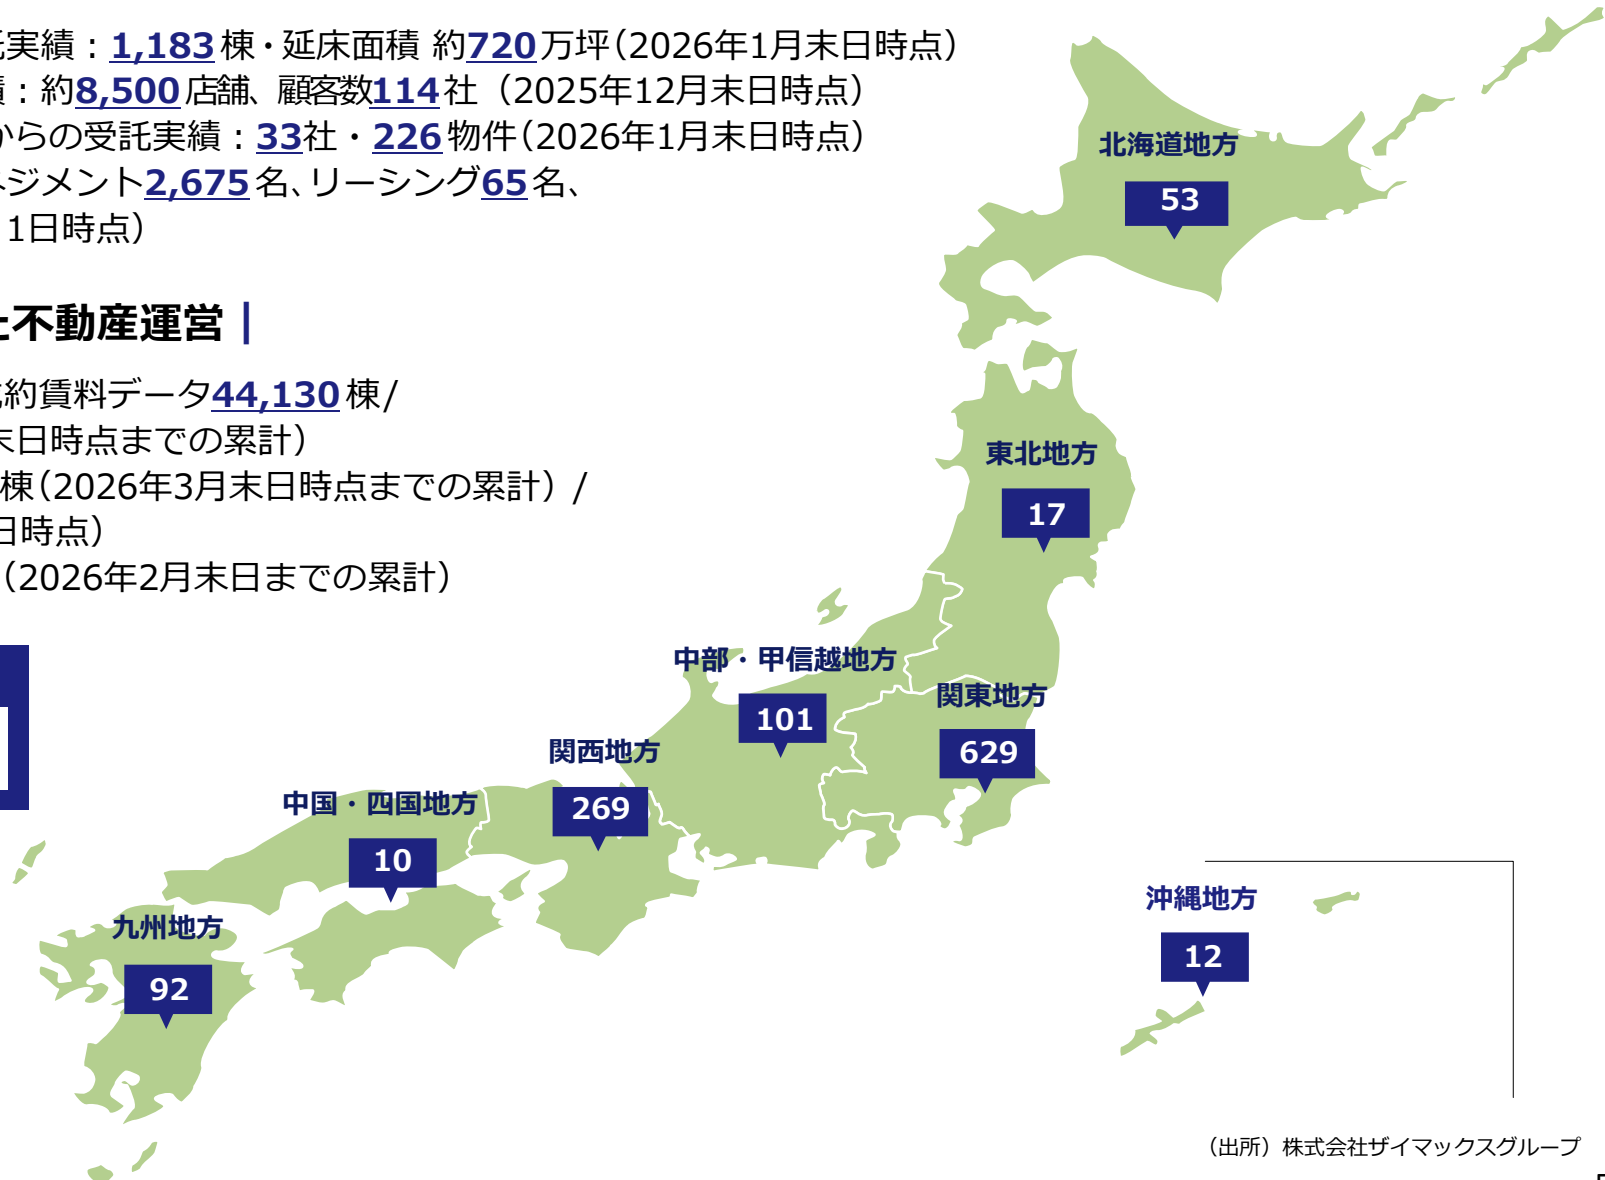 託実績：1,183棟・延床面積 約720万坪（2026年1月末日時点）
績：約8,500店舗、顧客数114社（2025年12月末日時点）
からの受託実績：33社・226物件（2026年1月末日時点）
ネジメント2,675名、リーシング65名、
1日時点）
た不動産運営｜
成約賃料データ44,130棟/
末日時点までの累計）
棟（2026年3月末日時点までの累計）/
日時点）
（2026年2月末日までの累計）
北海道地方
53
東北地方
17
中部・甲信越地方
101
関東地方
629
関西地方
269
中国・四国地方
10
九州地方
92
沖縄地方
12
（出所）株式会社ザイマックスグループ